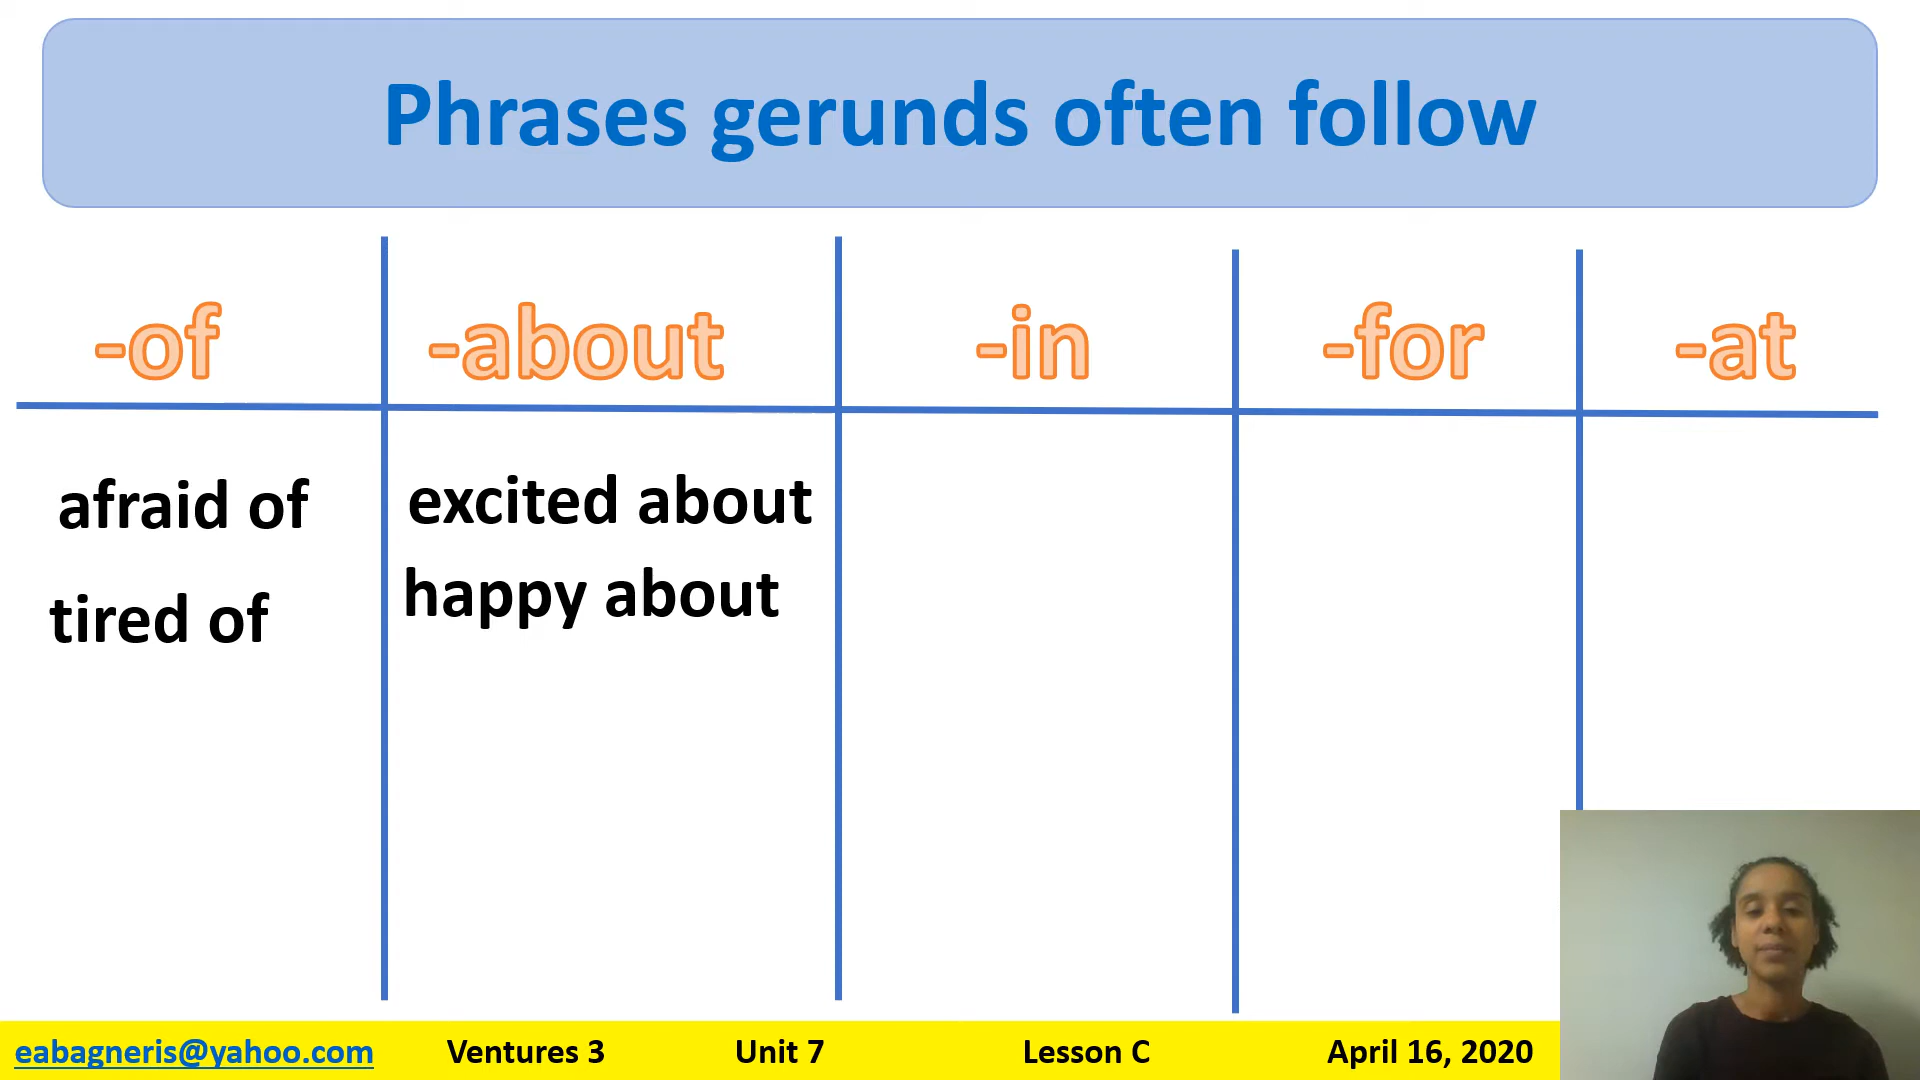 Phrases gerunds often follow
-of -about -in -for -at
afraid of excited about
tired of happy about
eabagneris@yahoo.com Ventures 3 Unit 7 Lesson C April 16, 2020